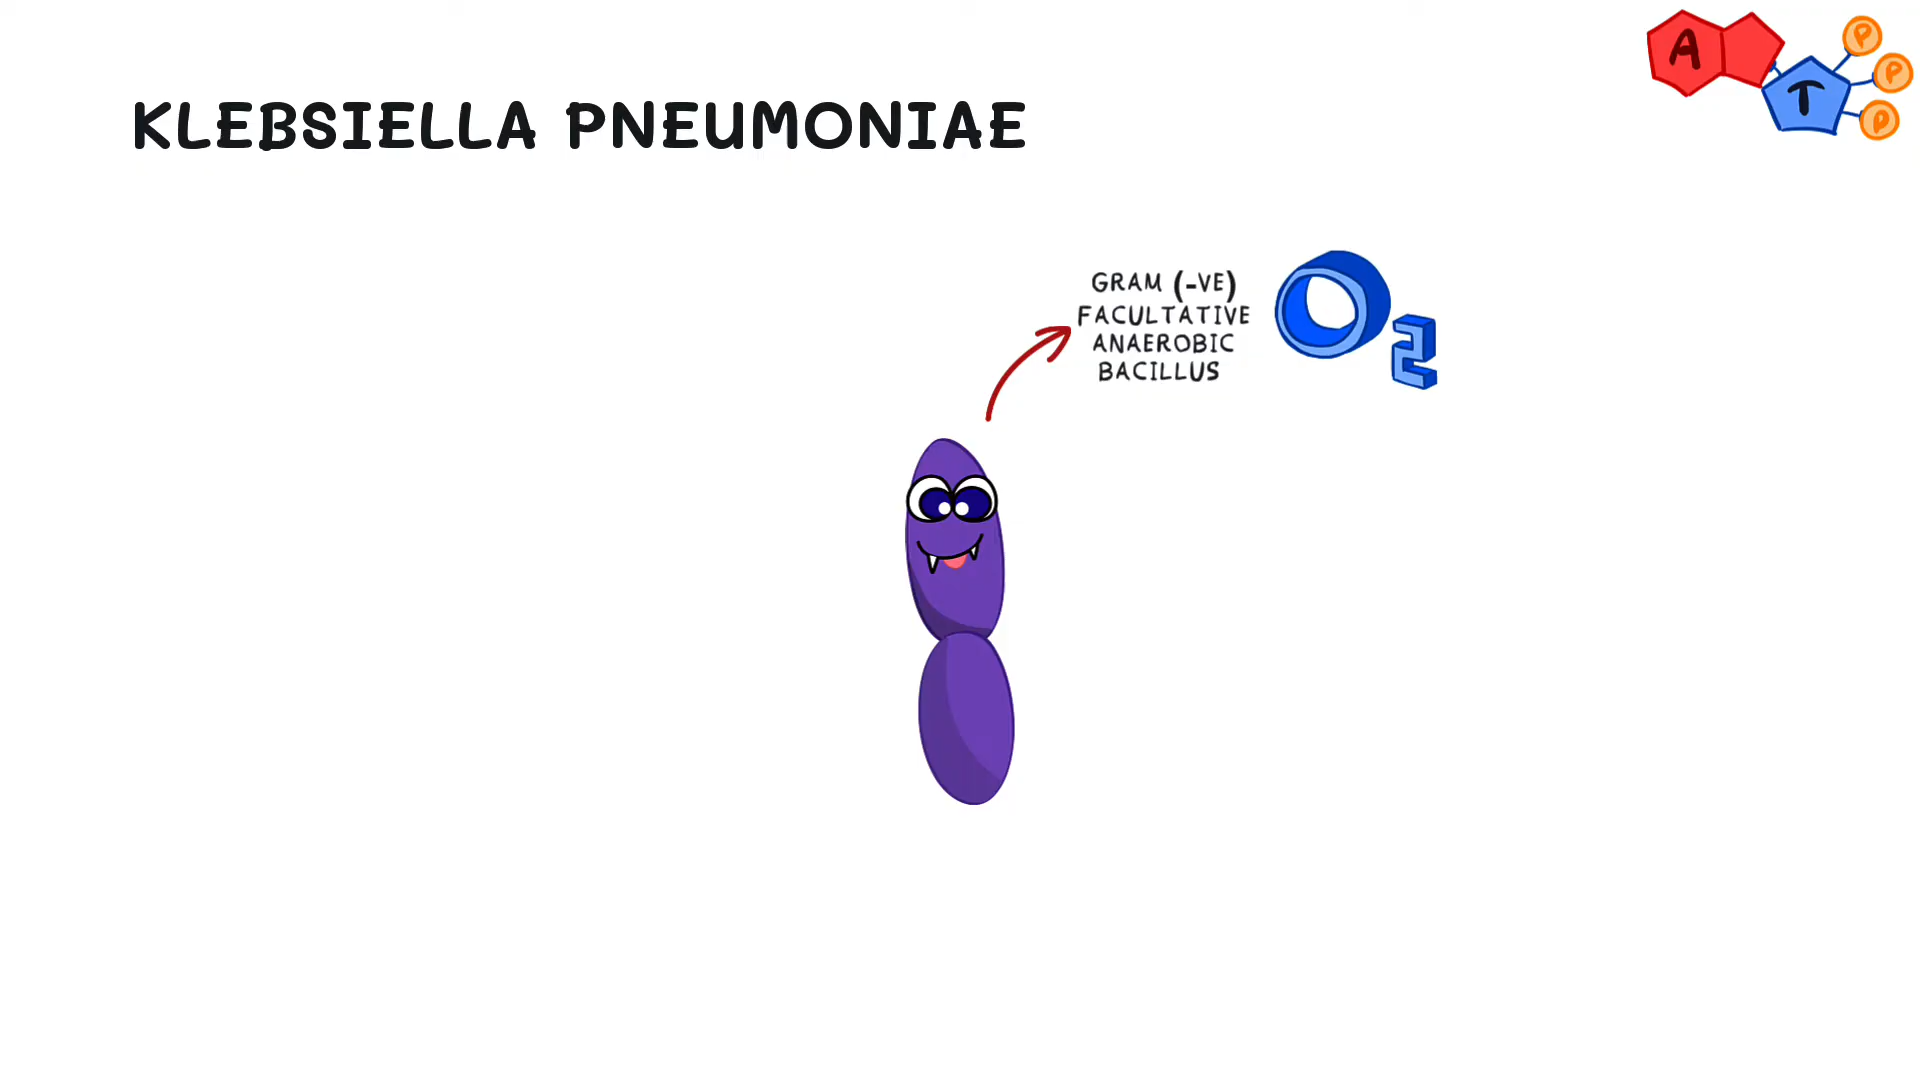 KLEBSIELLA PNEUMONIAE
A
T
P
P
P
GRAM (-VE)
FACULTATIVE
ANAEROBIC
BACILLUS
O2